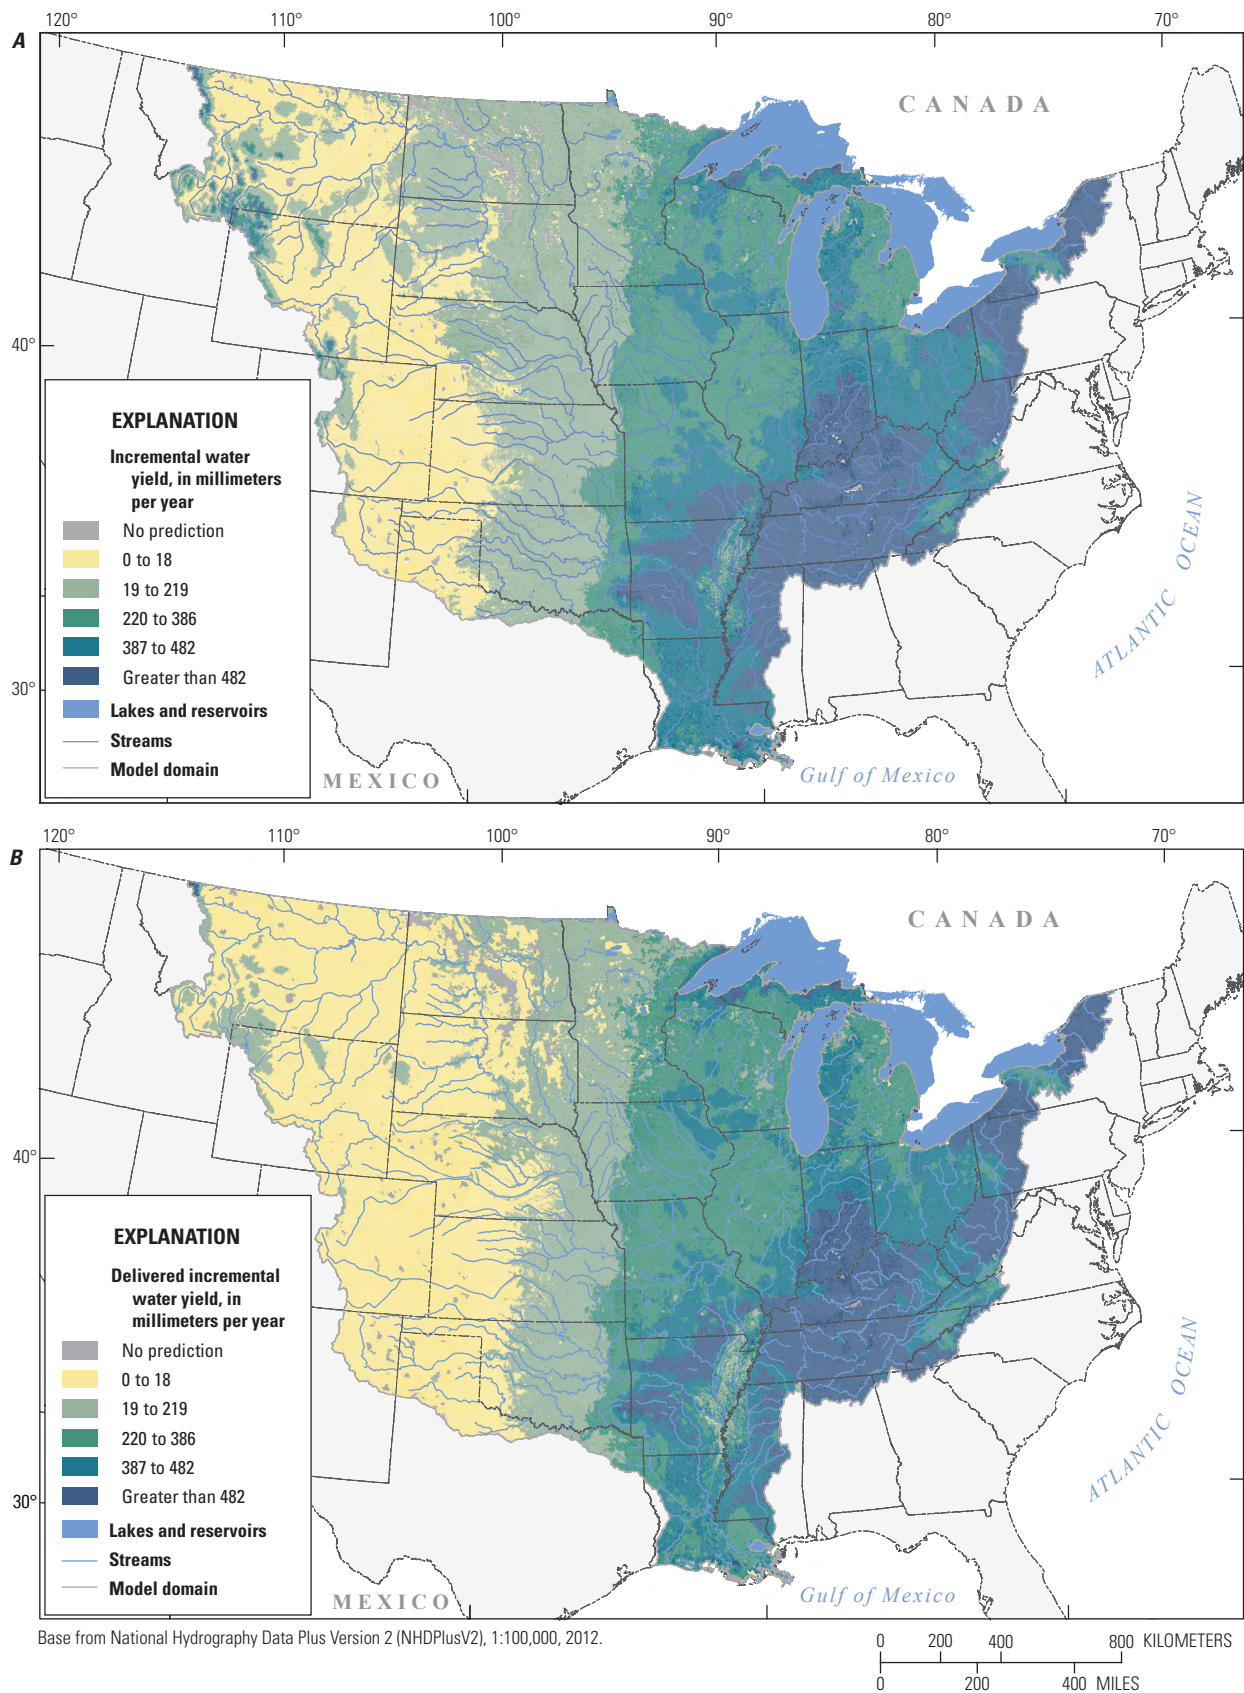 120°
110°
100°
90°
80°
70°
A
CANADA
40°
30°
EXPLANATION
Incremental water
yield, in millimeters
per year
No prediction
0 to 18
19 to 219
220 to 386
387 to 482
Greater than 482
Lakes and reservoirs
Streams
Model domain
MEXICO
Gulf of Mexico
ATLANTIC OCEAN
120°
110°
100°
90°
80°
70°
B
CANADA
40°
30°
EXPLANATION
Delivered incremental
water yield, in
millimeters per year
No prediction
0 to 18
19 to 219
220 to 386
387 to 482
Greater than 482
Lakes and reservoirs
Streams
Model domain
MEXICO
Gulf of Mexico
ATLANTIC OCEAN
Base from National Hydrography Data Plus Version 2 (NHDPlusV2), 1:100,000, 2012.
0 200 400 800 KILOMETERS
0 200 400 MILES